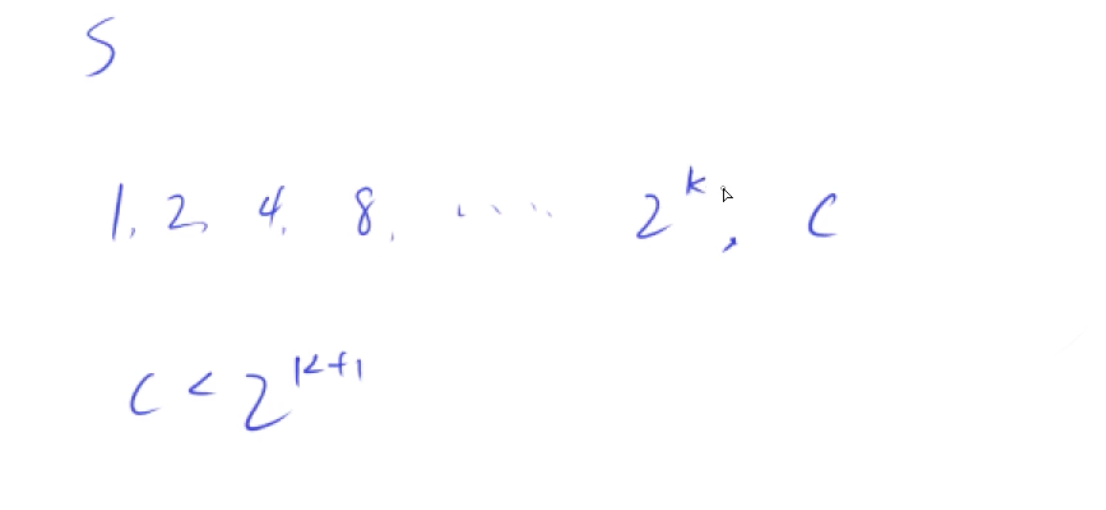 S
1, 2, 4, 8, .... 2^k, C
C < 2^{k+1}